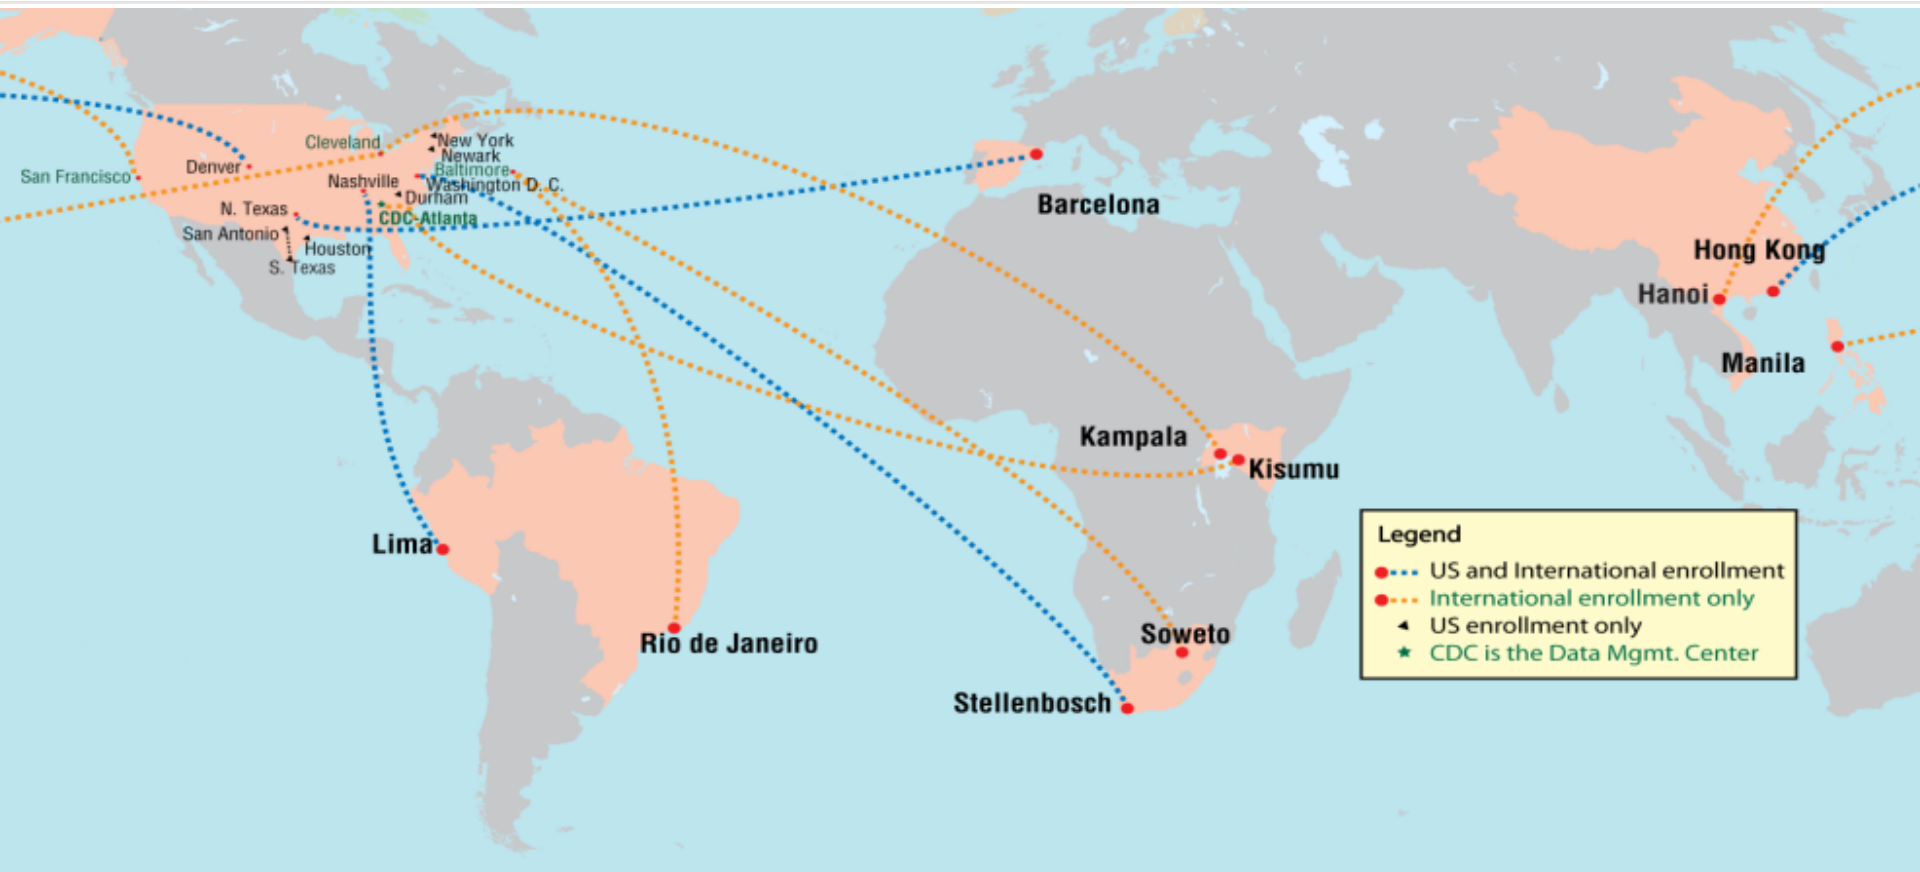 Cleveland
New York
Newark
San Francisco
Denver
Baltimore
Nashville
Washington D. C.
Durham
N. Texas
CDC-Atlanta
San Antonio
Houston
S. Texas
Barcelona
Hong Kong
Hanoi
Manila
Kampala
Kisumu
Lima
Rio de Janeiro
Soweto
Stellenbosch
Legend
US and International enrollment
International enrollment only
US enrollment only
CDC is the Data Mgmt. Center